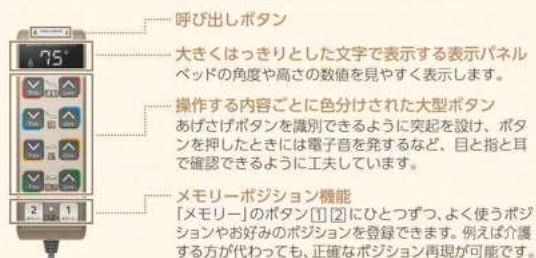 呼び出しボタン
75°
大きくはっきりとした文字で表示する表示パネル
ベッドの角度や高さの数値を見やすく表示します。
操作する内容ごとに色分けされた大型ボタン
あげさげボタンを識別できるように突起を設け、ボタ
ンを押したときには電子音を発するなど、目と指と耳
で確認できるように工夫しています。
2 1
メモリーポジション機能
「メモリー」のボタン1 2にひとつずつ、よく使うポジ
ションやお好みのポジションを登録できます。例えば介護
する方が代わっても、正確なポジション再現が可能です。